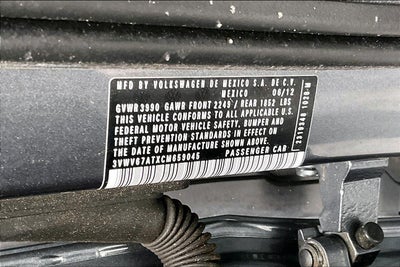 MFD BY VOLKSWAGEN DE MEXICO S.A. DE C.V.
MEXICO 08/12
GVWR 3990 GAWR FRONT 2249 / REAR 1852 LBS
THIS VEHICLE CONFORMS TO ALL APPLICABLE U.S.
FEDERAL MOTOR VEHICLE SAFETY, BUMPER AND
THEFT PREVENTION STANDARDS IN EFFECT ON
THE DATE OF MANUFACTURE SHOWN ABOVE.
3VWV67ATXCM659045 PASSENGER CAR